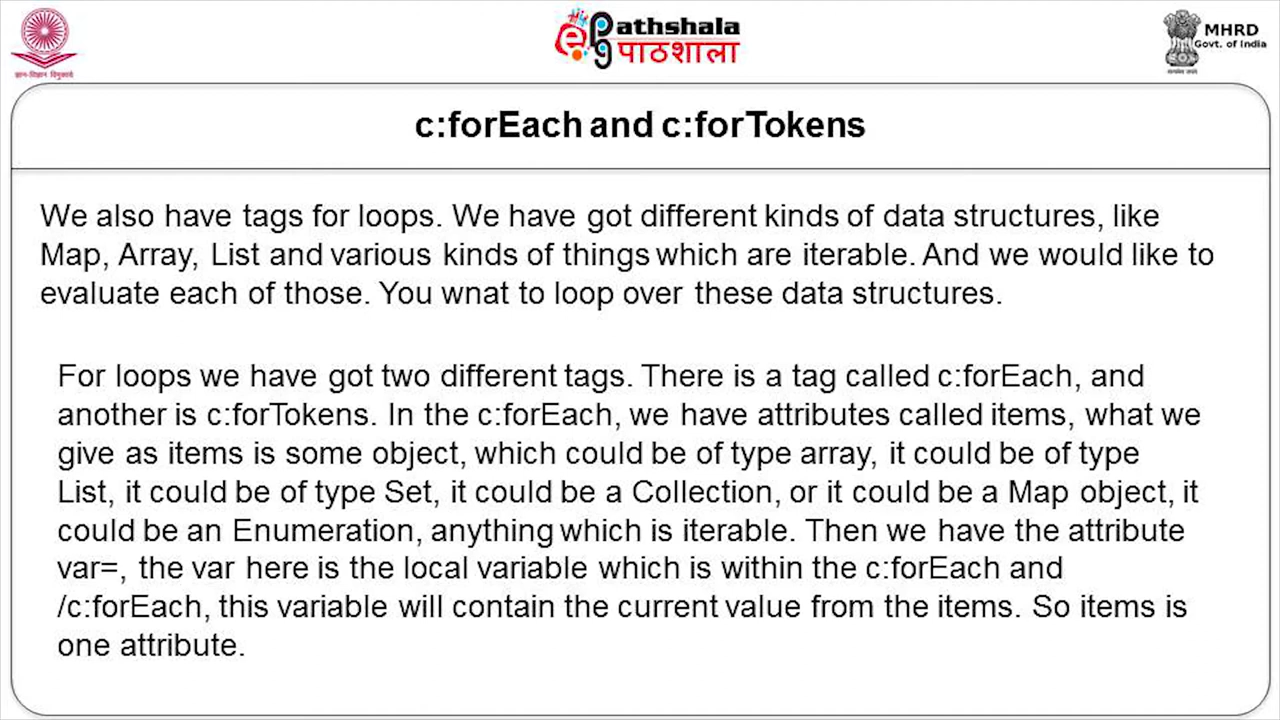 Pathshala
पाठशाला
MHRD
Govt. of India
ज्ञान-विज्ञान विमुक्तये
सत्यमेव जयते
c:forEach and c:forTokens
We also have tags for loops. We have got different kinds of data structures, like
Map, Array, List and various kinds of things which are iterable. And we would like to
evaluate each of those. You wnat to loop over these data structures.
For loops we have got two different tags. There is a tag called c:forEach, and
another is c:forTokens. In the c:forEach, we have attributes called items, what we
give as items is some object, which could be of type array, it could be of type
List, it could be of type Set, it could be a Collection, or it could be a Map object, it
could be an Enumeration, anything which is iterable. Then we have the attribute
var=, the var here is the local variable which is within the c:forEach and
/c:forEach, this variable will contain the current value from the items. So items is
one attribute.